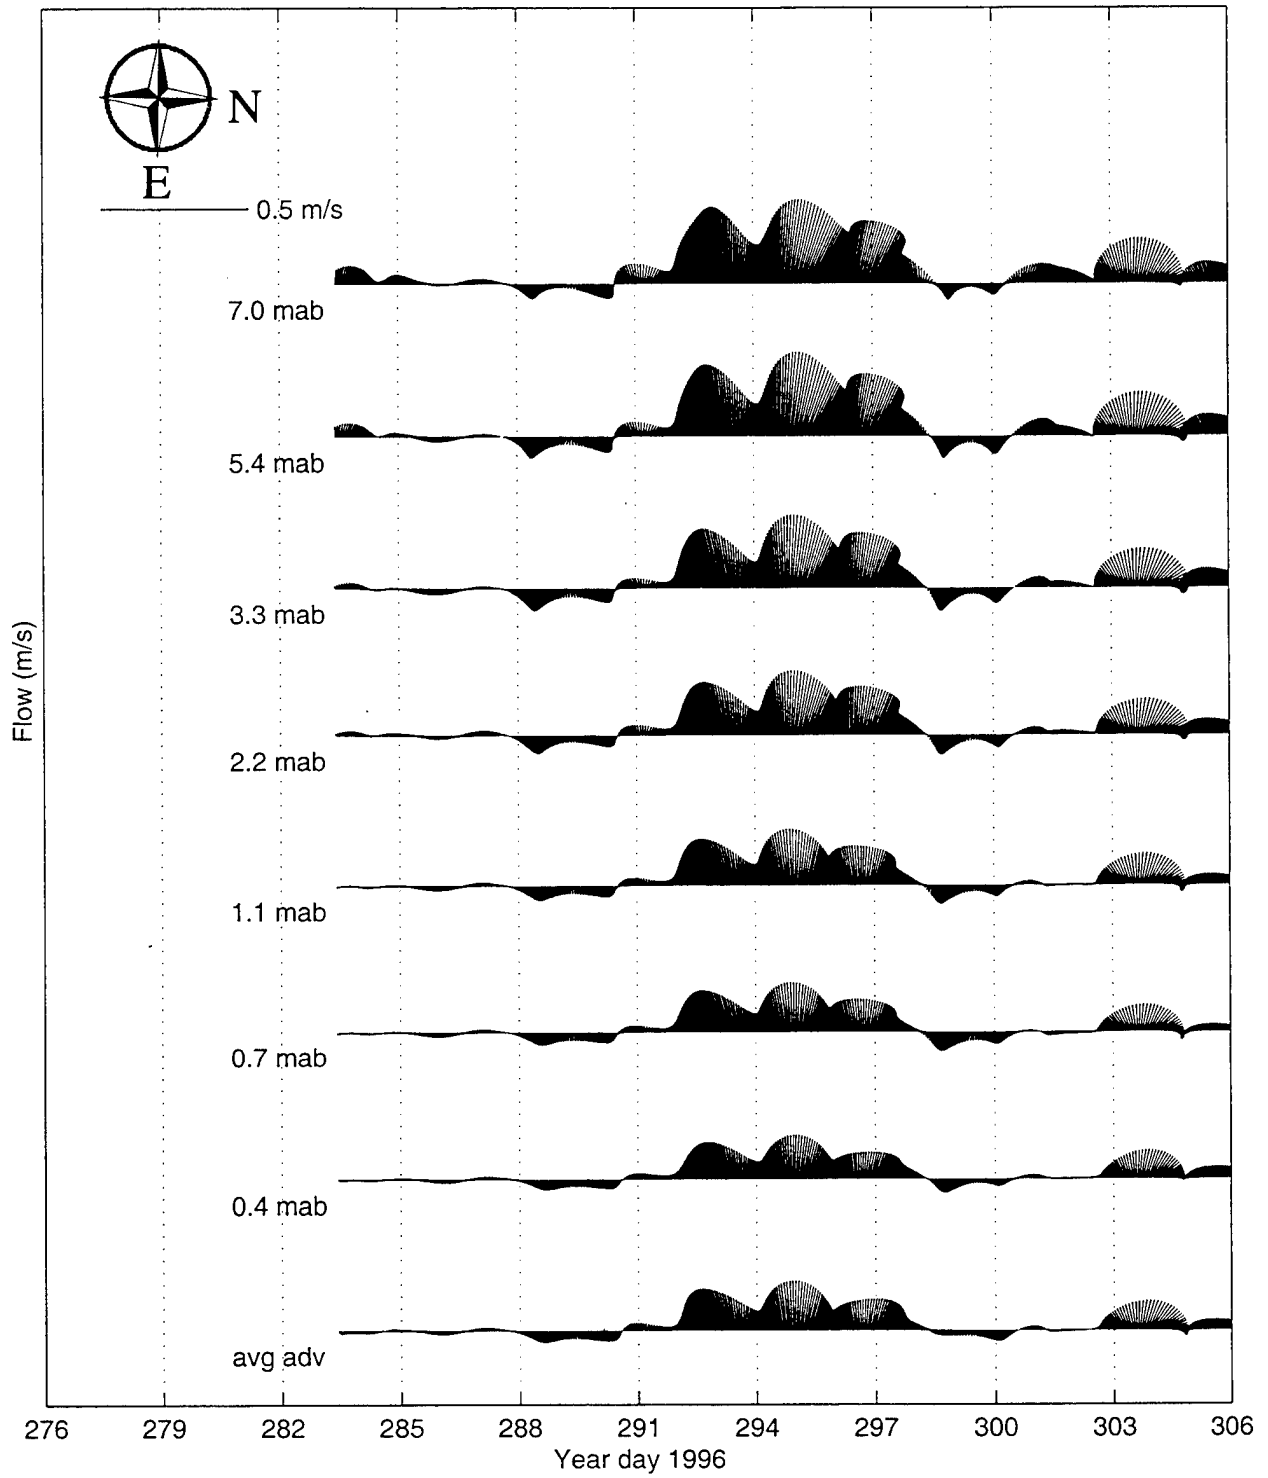 N
E
0.5 m/s
7.0 mab
5.4 mab
3.3 mab
2.2 mab
1.1 mab
0.7 mab
0.4 mab
avg adv
Flow (m/s)
276 279 282 285 288 291 294 297 300 303 306
Year day 1996